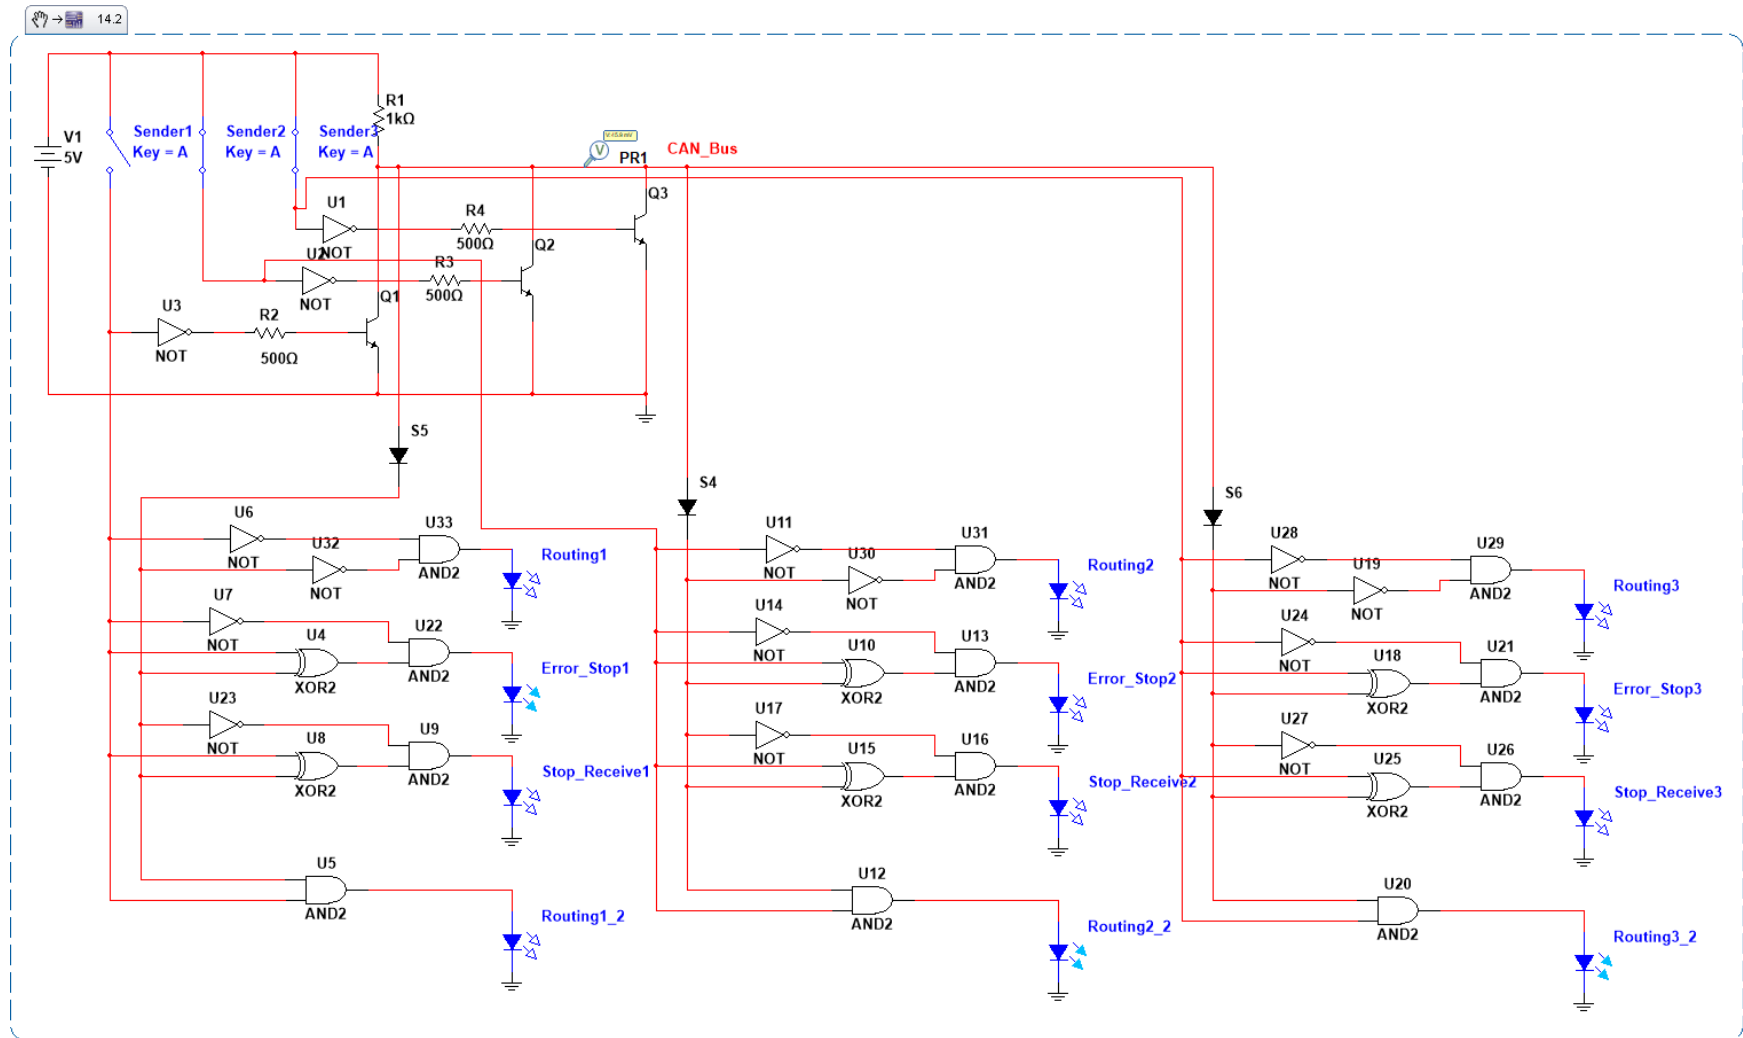 14.2
V1
5V
Sender1
Key = A
Sender2
Key = A
Sender3
Key = A
R1
1kΩ
PR1
CAN_Bus
Q3
U1
NOT
R4
500Ω
Q2
U2
NOT
R3
500Ω
Q1
U3
NOT
R2
500Ω
S5
S4
S6
U6
NOT
U32
NOT
U33
AND2
Routing1
U7
NOT
U4
XOR2
U22
AND2
Error_Stop1
U23
NOT
U8
XOR2
U9
AND2
Stop_Receive1
U5
AND2
Routing1_2
U11
NOT
U30
NOT
U31
AND2
Routing2
U14
NOT
U10
XOR2
U13
AND2
Error_Stop2
U17
NOT
U15
XOR2
U16
AND2
Stop_Receive2
U12
AND2
Routing2_2
U28
NOT
U19
NOT
U29
AND2
Routing3
U24
NOT
U18
XOR2
U21
AND2
Error_Stop3
U27
NOT
U25
XOR2
U26
AND2
Stop_Receive3
U20
AND2
Routing3_2